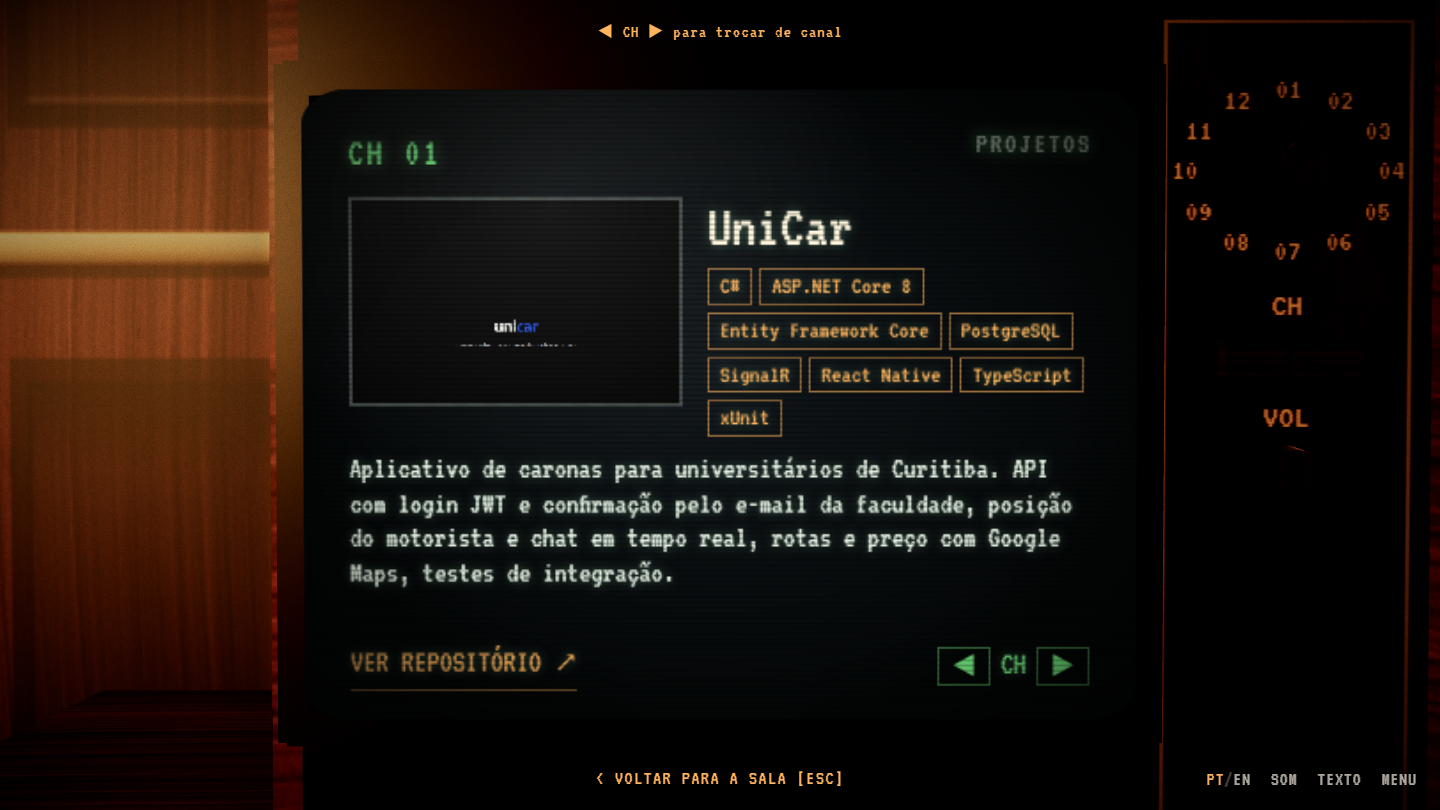 ◀ CH ▶ para trocar de canal
CH 01
PROJETOS
unicar
UniCar
C#
ASP.NET Core 8
Entity Framework Core
PostgreSQL
SignalR
React Native
TypeScript
xUnit
Aplicativo de caronas para universitários de Curitiba. API
com login JWT e confirmação pelo e-mail da faculdade, posição
do motorista e chat em tempo real, rotas e preço com Google
Maps, testes de integração.
VER REPOSITÓRIO ↗
◀ CH ▶
01
02
03
04
05
06
07
08
09
10
11
12
CH
VOL
< VOLTAR PARA A SALA [ESC]
PT/EN SOM TEXTO MENU